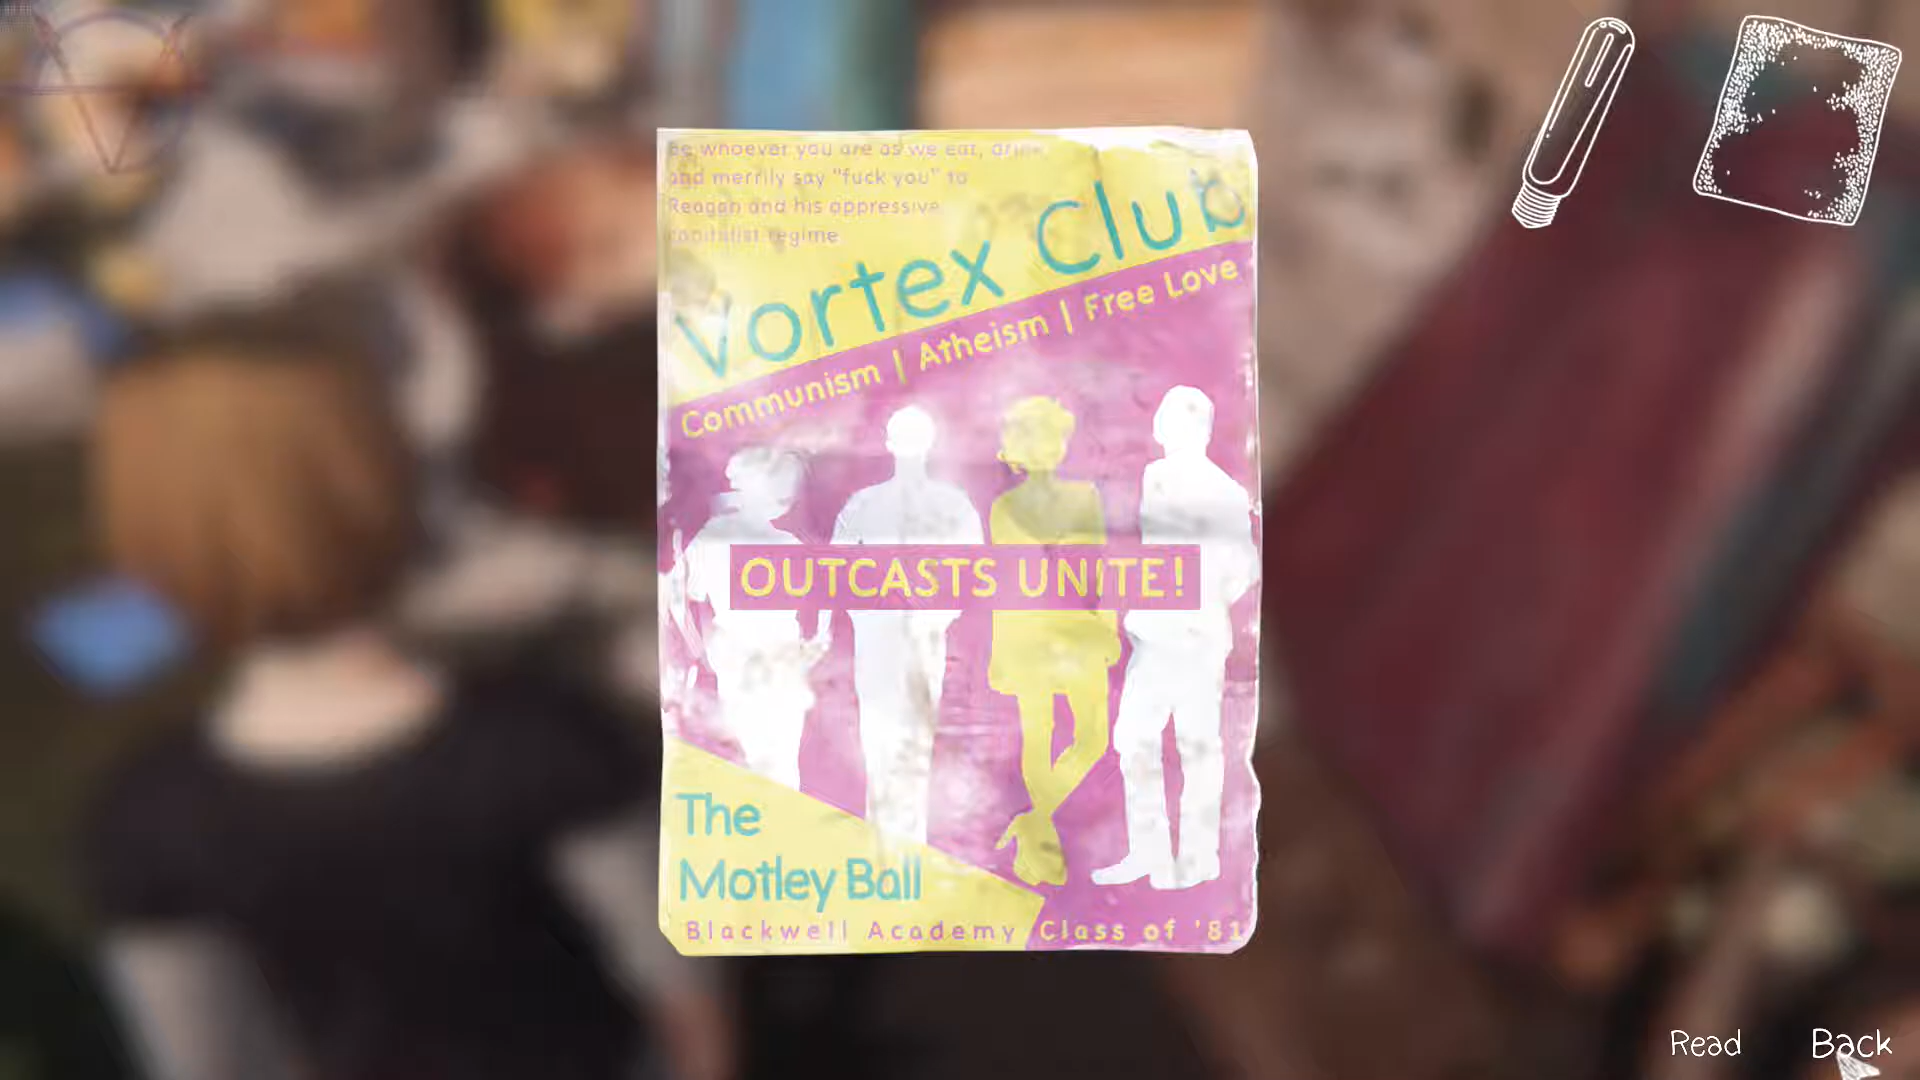 Be whoever you are as we eat, drink
and merrily say "fuck you" to
Reagan and his oppressive
capitalist regime
Vortex Club
Communism | Atheism | Free Love
OUTCASTS UNITE!
The
Motley Ball
Blackwell Academy Class of '81
Read Back